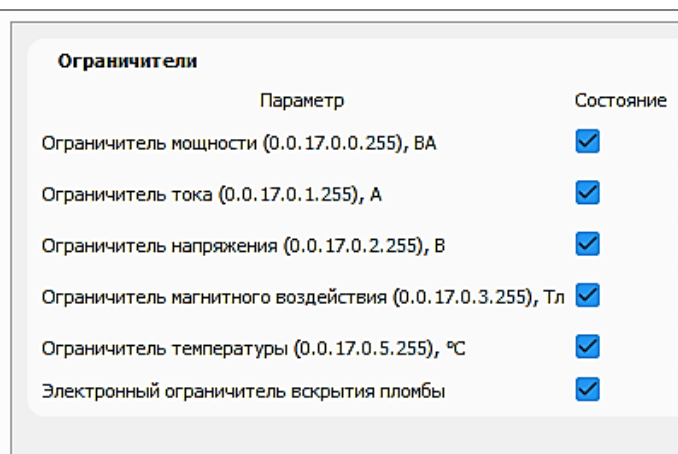 Ограничители
Параметр Состояние
Ограничитель мощности (0.0.17.0.0.255), ВА
Ограничитель тока (0.0.17.0.1.255), А
Ограничитель напряжения (0.0.17.0.2.255), В
Ограничитель магнитного воздействия (0.0.17.0.3.255), Тл
Ограничитель температуры (0.0.17.0.5.255), °C
Электронный ограничитель вскрытия пломбы